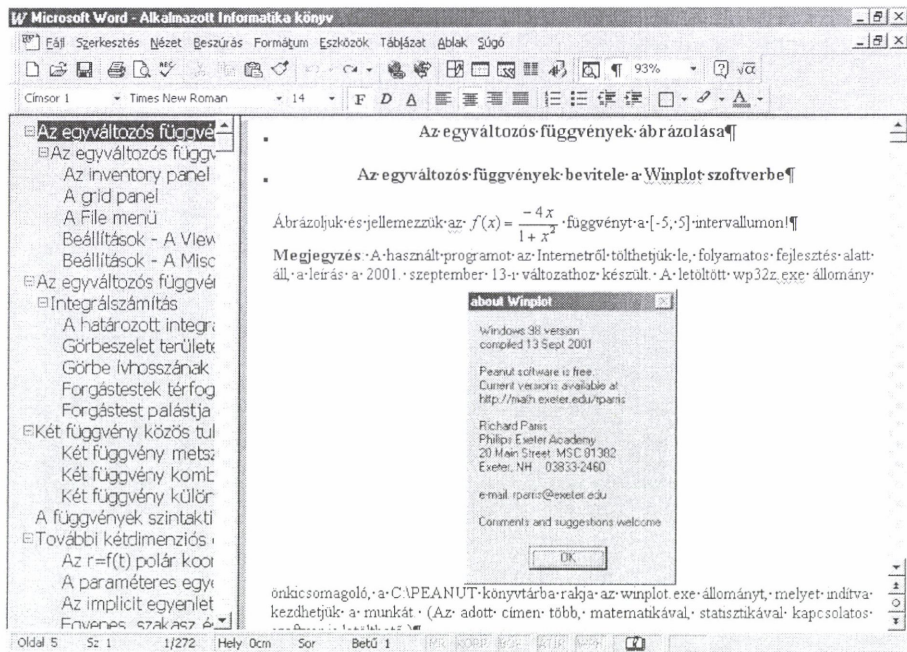 Microsoft Word - Alkalmazott Informatika könyv
Fájl Szerkesztés Nézet Beszúrás Formátum Eszközök Táblázat Ablak Súgó
93%
Címsor 1 Times New Roman 14 F D A
Az egyváltozós függvé
Az egyváltozós függv
Az inventory panel
A grid panel
A File menü
Beállítások - A View
Beállítások - A Misc
Az egyváltozós függvér
Integrálszámítás
A határozott integrá
Görbeszelet területe
Görbe ívhosszának
Forgástestek térfog
Forgástest palástja
Két függvény közös tul
Két függvény metsz
Két függvény komb
Két függvény külön
A függvények szintakti
További kétdimenziós
Az r=f(t) polár koor
A paraméteres egye
Az implicit egyenlet
Egyenes, szakasz é
Az·egyváltozós·függvények·ábrázolása¶
Az·egyváltozós·függvények·bevitele·a·Winplot·szoftverbe¶
Ábrázoljuk·és·jellemezzük·az· f(x) = -4x / 1 + x² ·függvényt·a·[-5,·5]·intervallumon!¶
Megjegyzés:·A·használt·programot·az·Internetről·tölthetjük·le,·folyamatos·fejlesztés·alatt·
áll,·a·leírás·a·2001.·szeptember·13-i·változathoz·készült.·A·letöltött·wp32z.exe·állomány·
about Winplot
Windows 98 version
compiled 13 Sept 2001
Peanut software is free.
Current versions available at
http://math.exeter.edu/rparris
Richard Parris
Philips Exeter Academy
20 Main Street MSC 81382
Exeter, NH 03833-2460
e-mail: rparris@exeter.edu
Comments and suggestions welcome
OK
önkicsomagoló,·a·C:\PEANUT·könyvtárba·rakja·az·winplot.exe·állományt,·melyet·indítva·
kezdhetjük·a·munkát.·(Az·adott·címen·több,·matematikával,·statisztikával·kapcsolatos·
Oldal 5 Sz 1 1/272 Hely 0cm Sor Betű 1